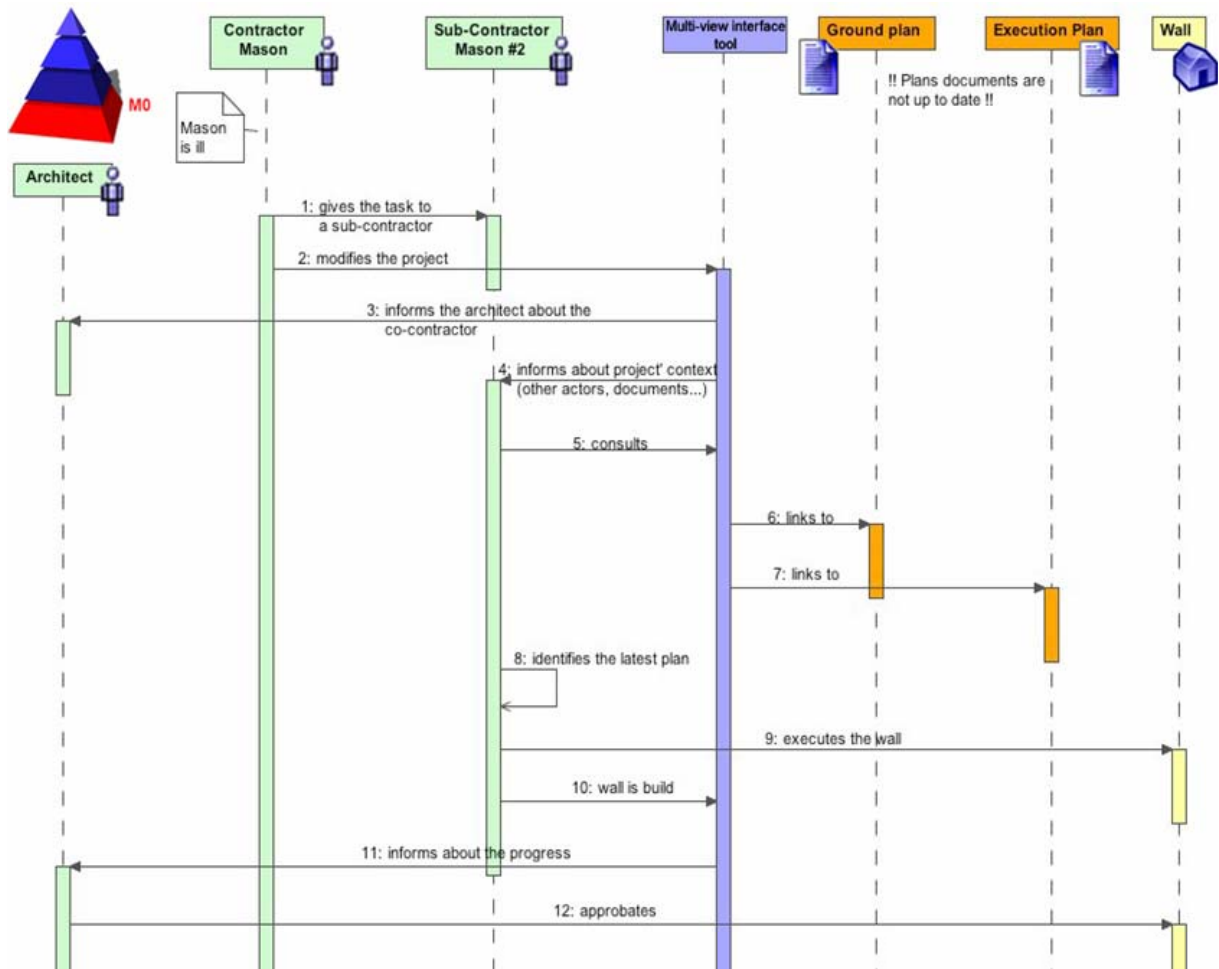 Contractor
Mason
Sub-Contractor
Mason #2
Multi-view interface
tool
Ground plan
Execution Plan
Wall
!! Plans documents are
not up to date !!
M0
Mason
is ill
Architect
1: gives the task to
a sub-contractor
2: modifies the project
3: informs the architect about the
co-contractor
4: informs about project' context
(other actors, documents...)
5: consults
6: links to
7: links to
8: identifies the latest plan
9: executes the wall
10: wall is build
11: informs about the progress
12: approbates